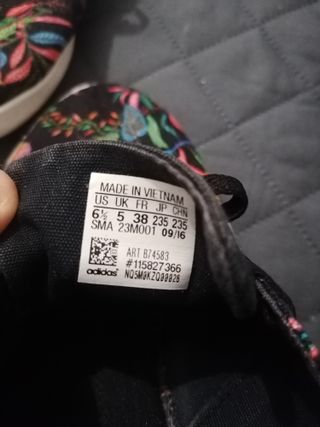 MADE IN VIETNAM
US UK FR JP CHN
6½ 5 38 235 235
SMA 23M001 09/16
ART B74583
#115827366
adidas NQ5M9KZQ00026